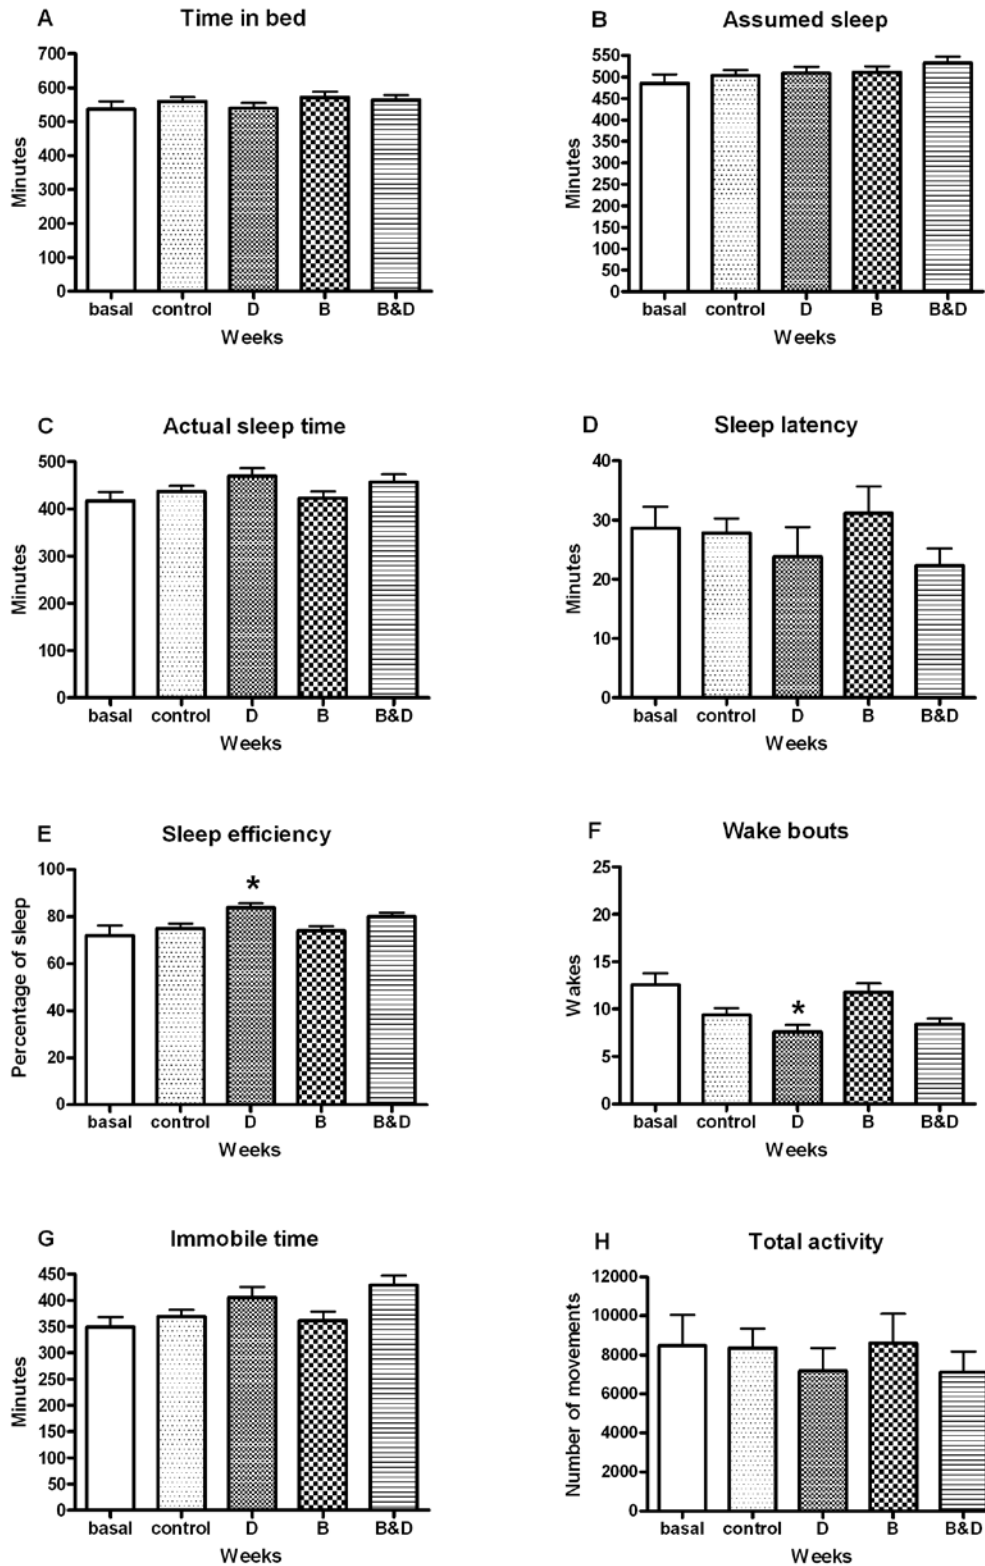 A Time in bed
700
600
500
400
300
200
100
0
Minutes
basal control D B B&D
Weeks
B Assumed sleep
550
500
450
400
350
300
250
200
150
100
50
0
Minutes
basal control D B B&D
Weeks
C Actual sleep time
500
400
300
200
100
0
Minutes
basal control D B B&D
Weeks
D Sleep latency
40
30
20
10
0
Minutes
basal control D B B&D
Weeks
E Sleep efficiency
100
80
60
40
20
0
Percentage of sleep
*
basal control D B B&D
Weeks
F Wake bouts
25
20
15
10
5
0
Wakes
*
basal control D B B&D
Weeks
G Immobile time
450
400
350
300
250
200
150
100
50
0
Minutes
basal control D B B&D
Weeks
H Total activity
12000
10000
8000
6000
4000
2000
0
Number of movements
basal control D B B&D
Weeks